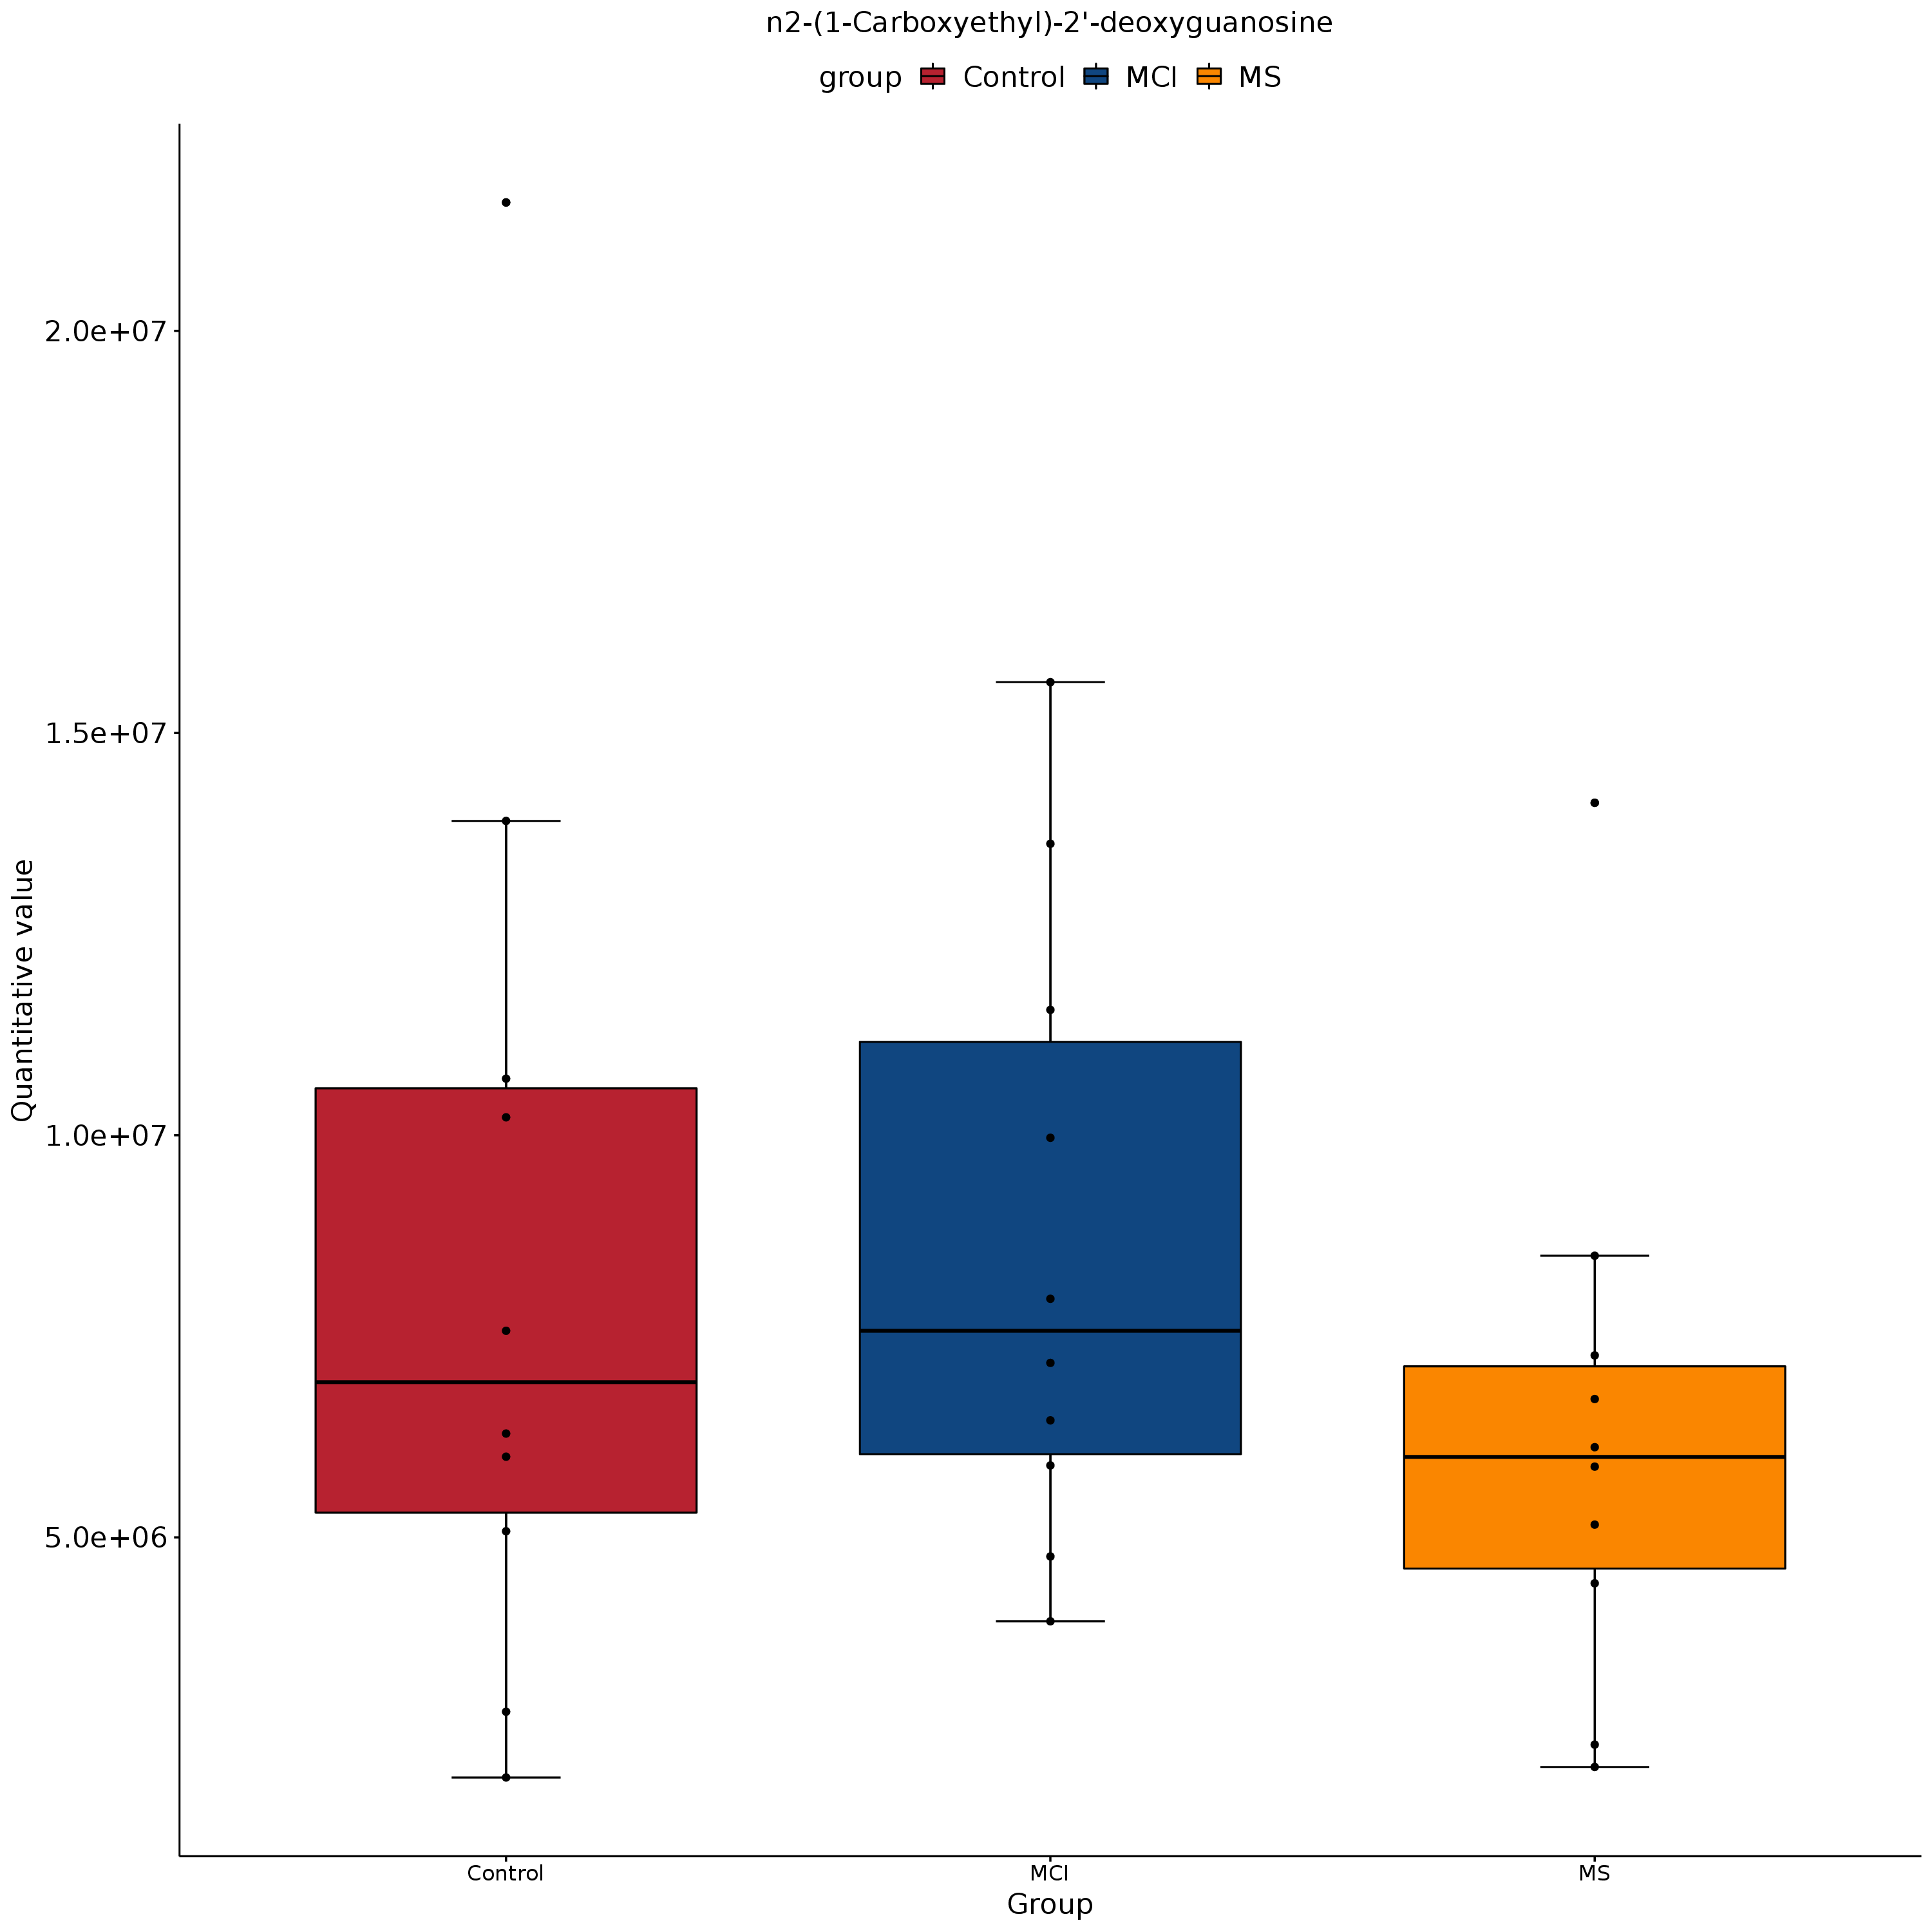 n2-(1-Carboxyethyl)-2'-deoxyguanosine
group Control MCI MS
Quantitative value
2.0e+07
1.5e+07
1.0e+07
5.0e+06
Control MCI MS
Group